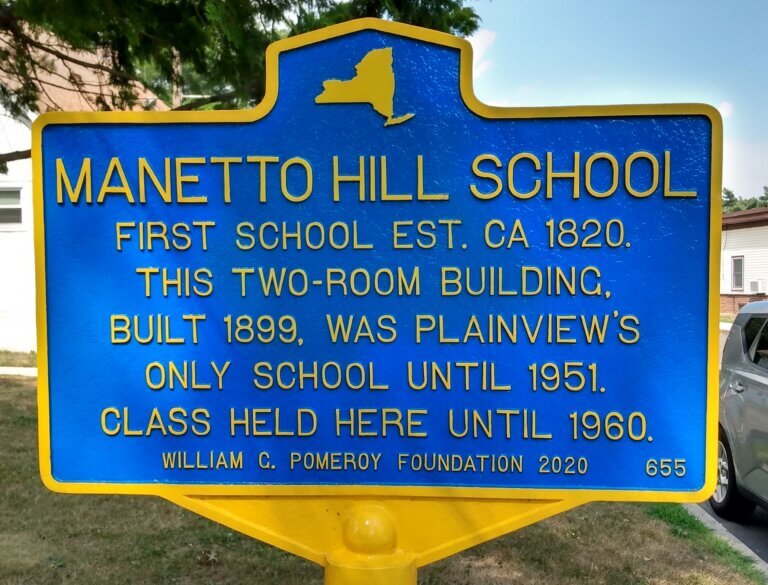 MANETTO HILL SCHOOL
FIRST SCHOOL EST. CA 1820.
THIS TWO-ROOM BUILDING,
BUILT 1899, WAS PLAINVIEW'S
ONLY SCHOOL UNTIL 1951.
CLASS HELD HERE UNTIL 1960.
WILLIAM G. POMEROY FOUNDATION 2020 655